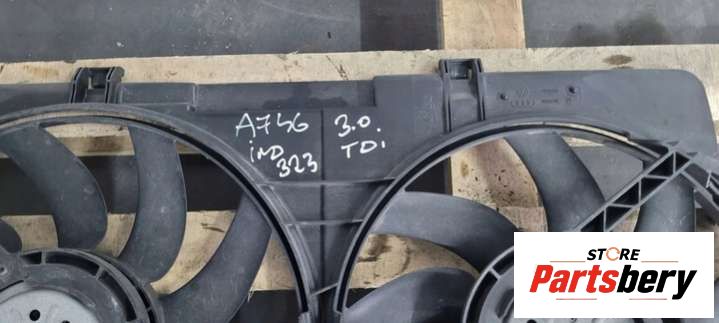 A7 4G 3.0.
IND TDI
323
STORE
Partsbery